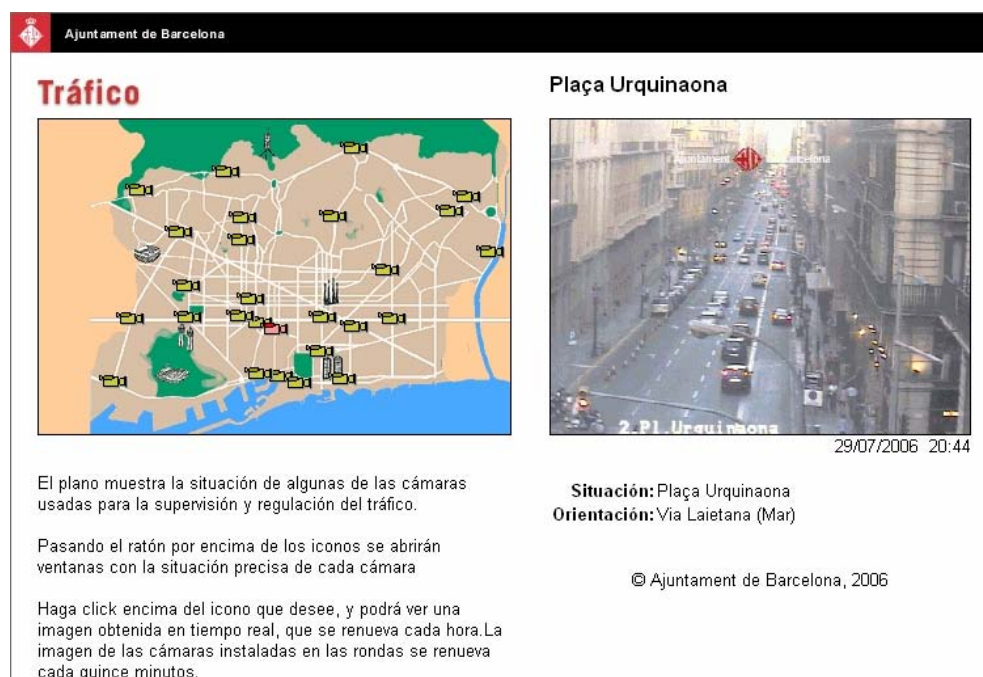 Ajuntament de Barcelona
Tráfico
El plano muestra la situación de algunas de las cámaras
usadas para la supervisión y regulación del tráfico.
Pasando el ratón por encima de los iconos se abrirán
ventanas con la situación precisa de cada cámara
Haga click encima del icono que desee, y podrá ver una
imagen obtenida en tiempo real, que se renueva cada hora.La
imagen de las cámaras instaladas en las rondas se renueva
cada quince minutos.
Plaça Urquinaona
Ajuntament de Barcelona
2.Pl.Urquinaona
29/07/2006 20:44
Situación: Plaça Urquinaona
Orientación: Via Laietana (Mar)
© Ajuntament de Barcelona, 2006